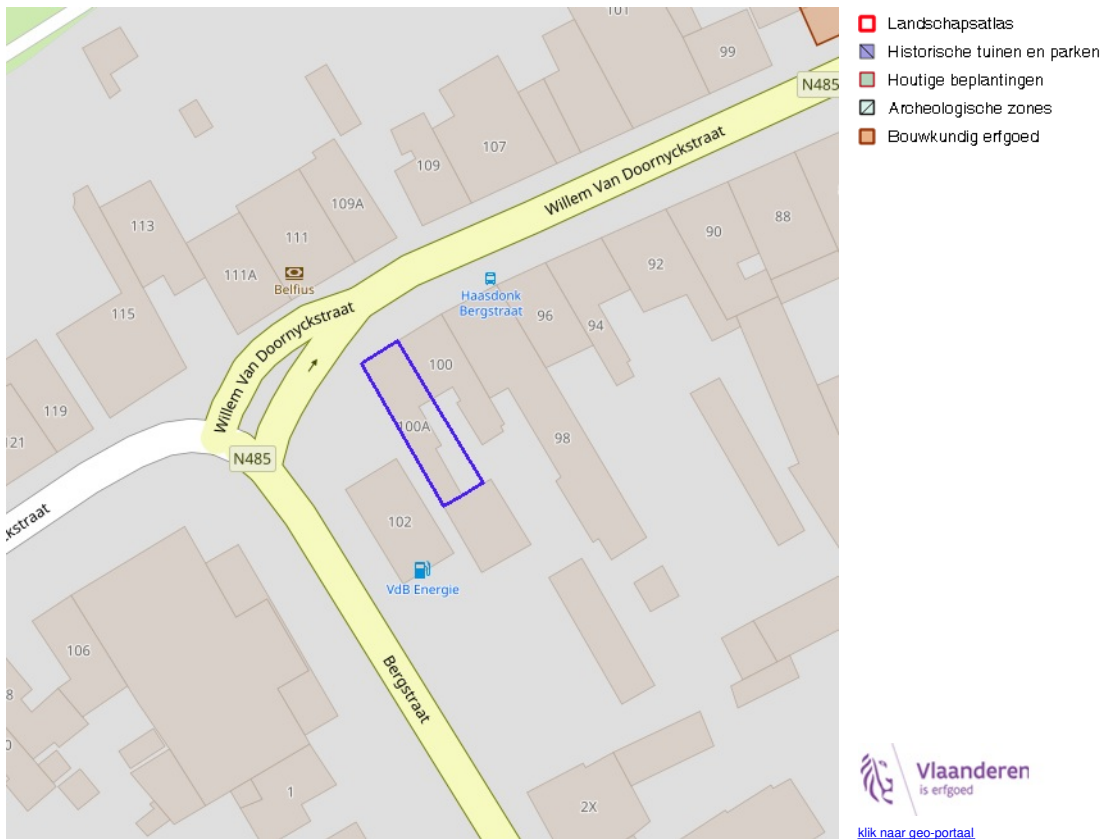 101
99
N485
107
109
Willem Van Doornyckstraat
109A
113
111
111A
Belfius
115
88
90
92
Haasdonk
Bergstraat
96
94
Willem Van Doornyckstraat
100
119
121
100A
98
N485
ckstraat
102
VdB Energie
106
8
0
Bergstraat
1
2X
Landschapsatlas
Historische tuinen en parken
Houtige beplantingen
Archeologische zones
Bouwkundig erfgoed
Vlaanderen
is erfgoed
klik naar geo-portaal